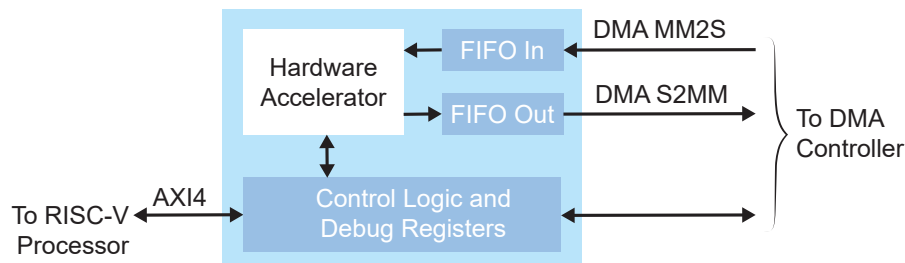 DMA MM2S
FIFO In
Hardware
Accelerator
DMA S2MM
FIFO Out
To DMA
Controller
AXI4
Control Logic and
Debug Registers
To RISC-V
Processor